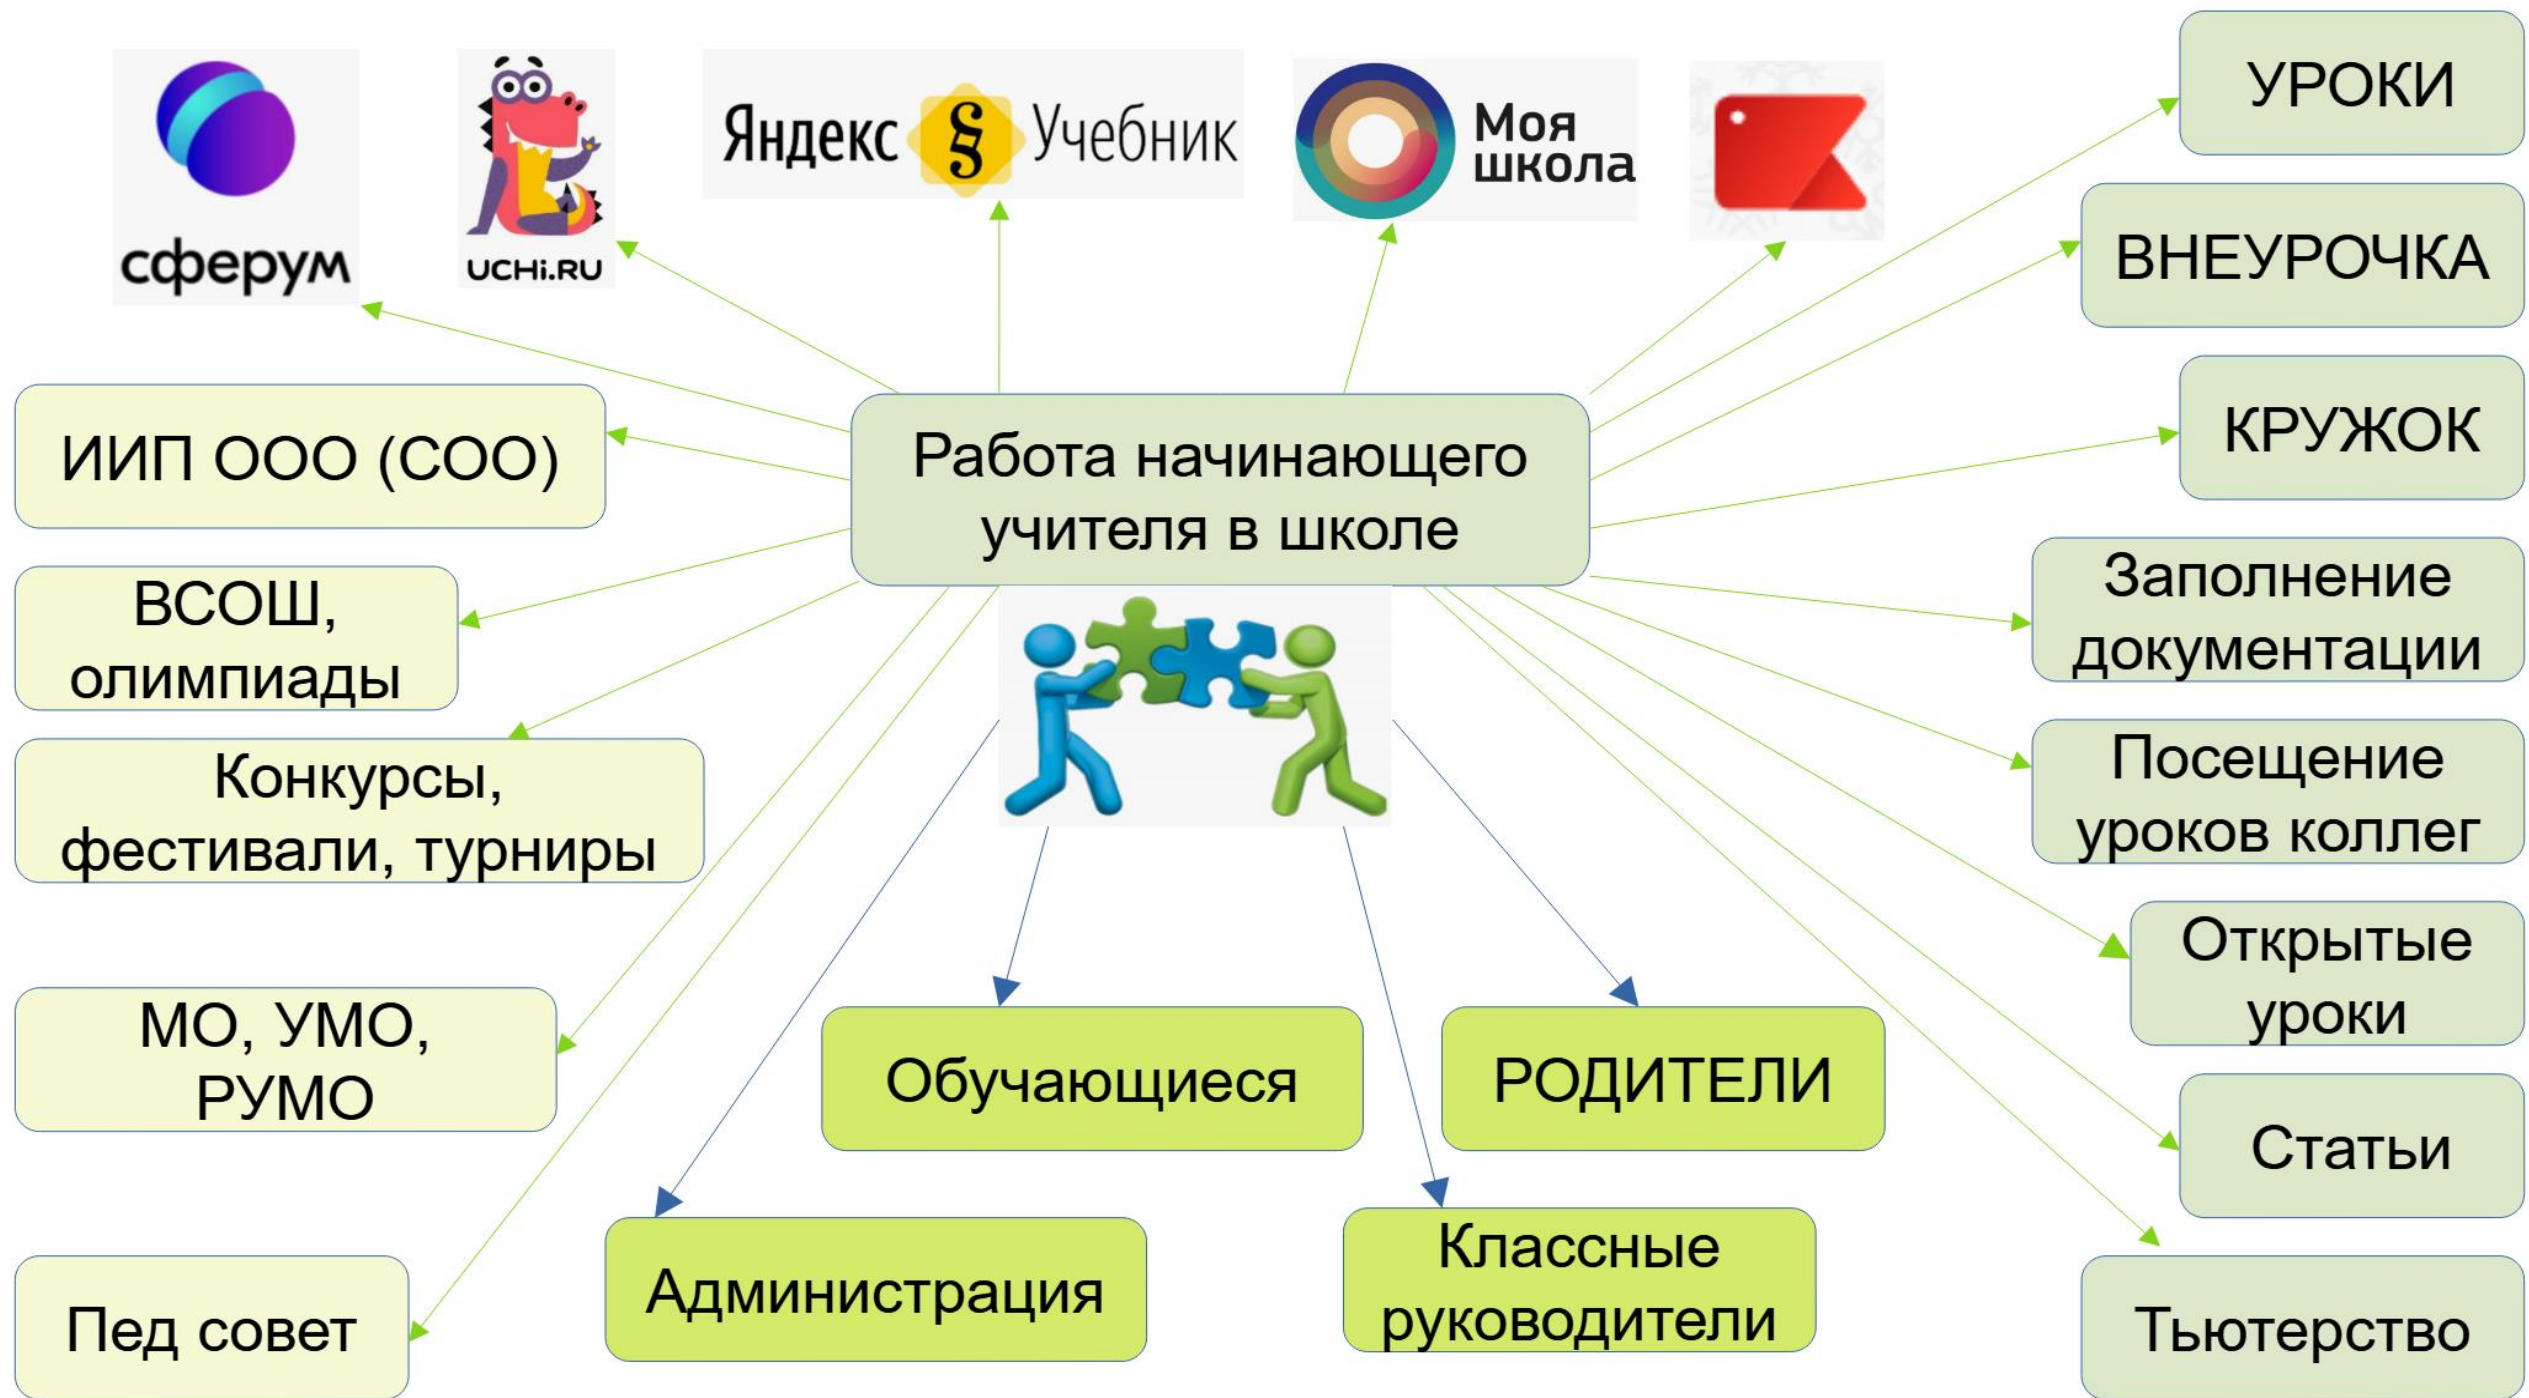 сферум
UCHi.RU
Яндекс § Учебник
Моя
школа
УРОКИ
ВНЕУРОЧКА
КРУЖОК
Заполнение
документации
Посещение
уроков коллег
Открытые
уроки
Статьи
Тьютерство
Работа начинающего
учителя в школе
ИИП ООО (СОО)
ВСОШ,
олимпиады
Конкурсы,
фестивали, турниры
МО, УМО,
РУМО
Пед совет
Обучающиеся
РОДИТЕЛИ
Администрация
Классные
руководители